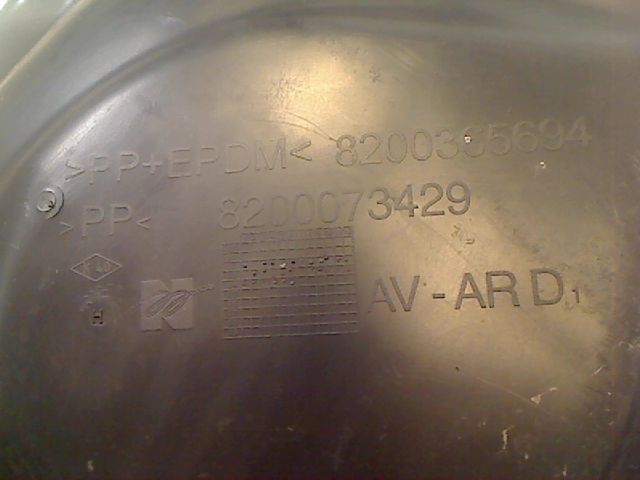 >PP+EPDM< 8200365694
>PP< 8200073429
AV-AR D
H